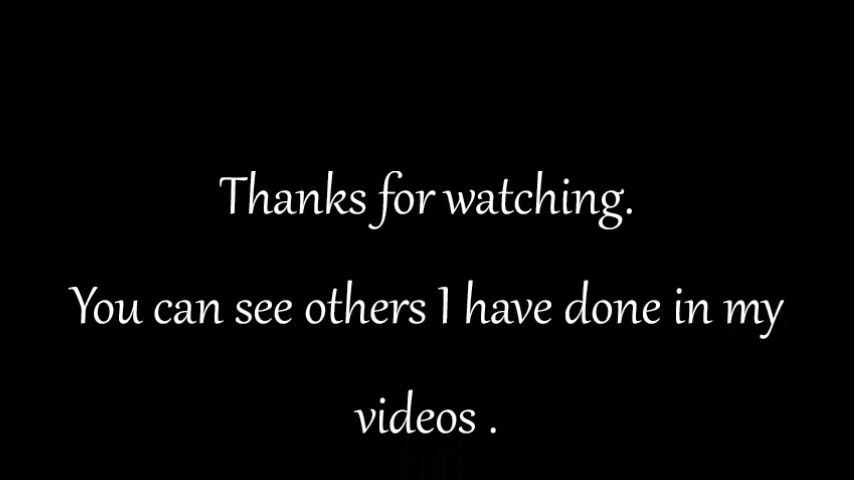 Thanks for watching.
You can see others I have done in my
videos .